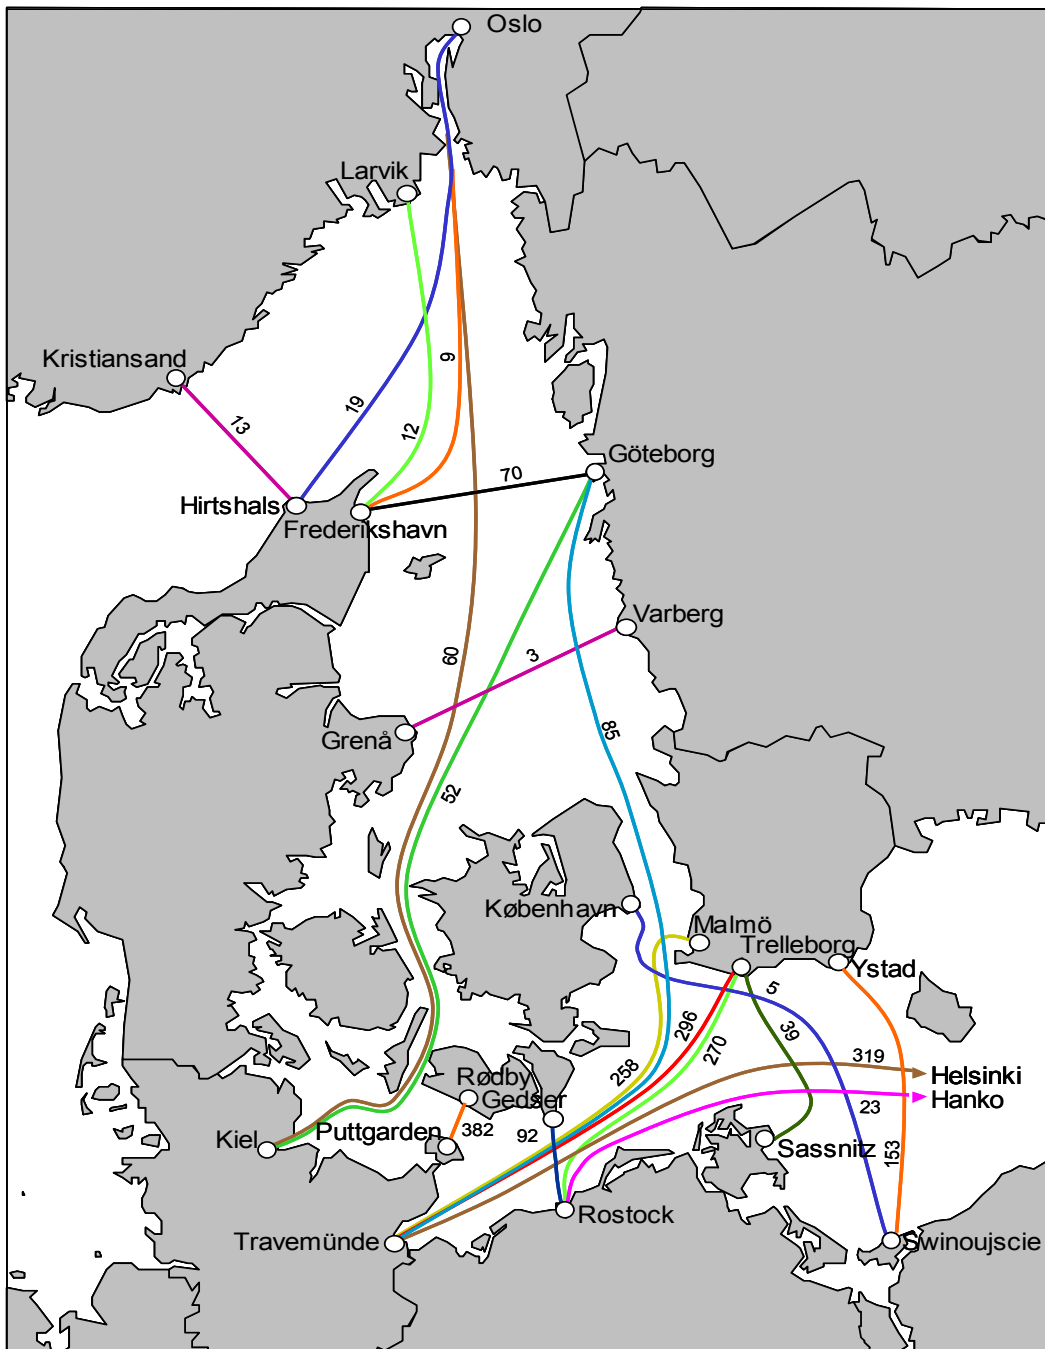 Oslo
Larvik
Kristiansand
9
19
13
12
Göteborg
70
Hirtshals
Frederikshavn
Varberg
60
3
Grenå
85
52
København
Malmö
Trelleborg
Ystad
5
296
39
270
319
258
Helsinki
Rødby
Gedser
Hanko
23
Puttgarden
382
92
Kiel
Sassnitz
153
Rostock
Travemünde
Swinoujscie